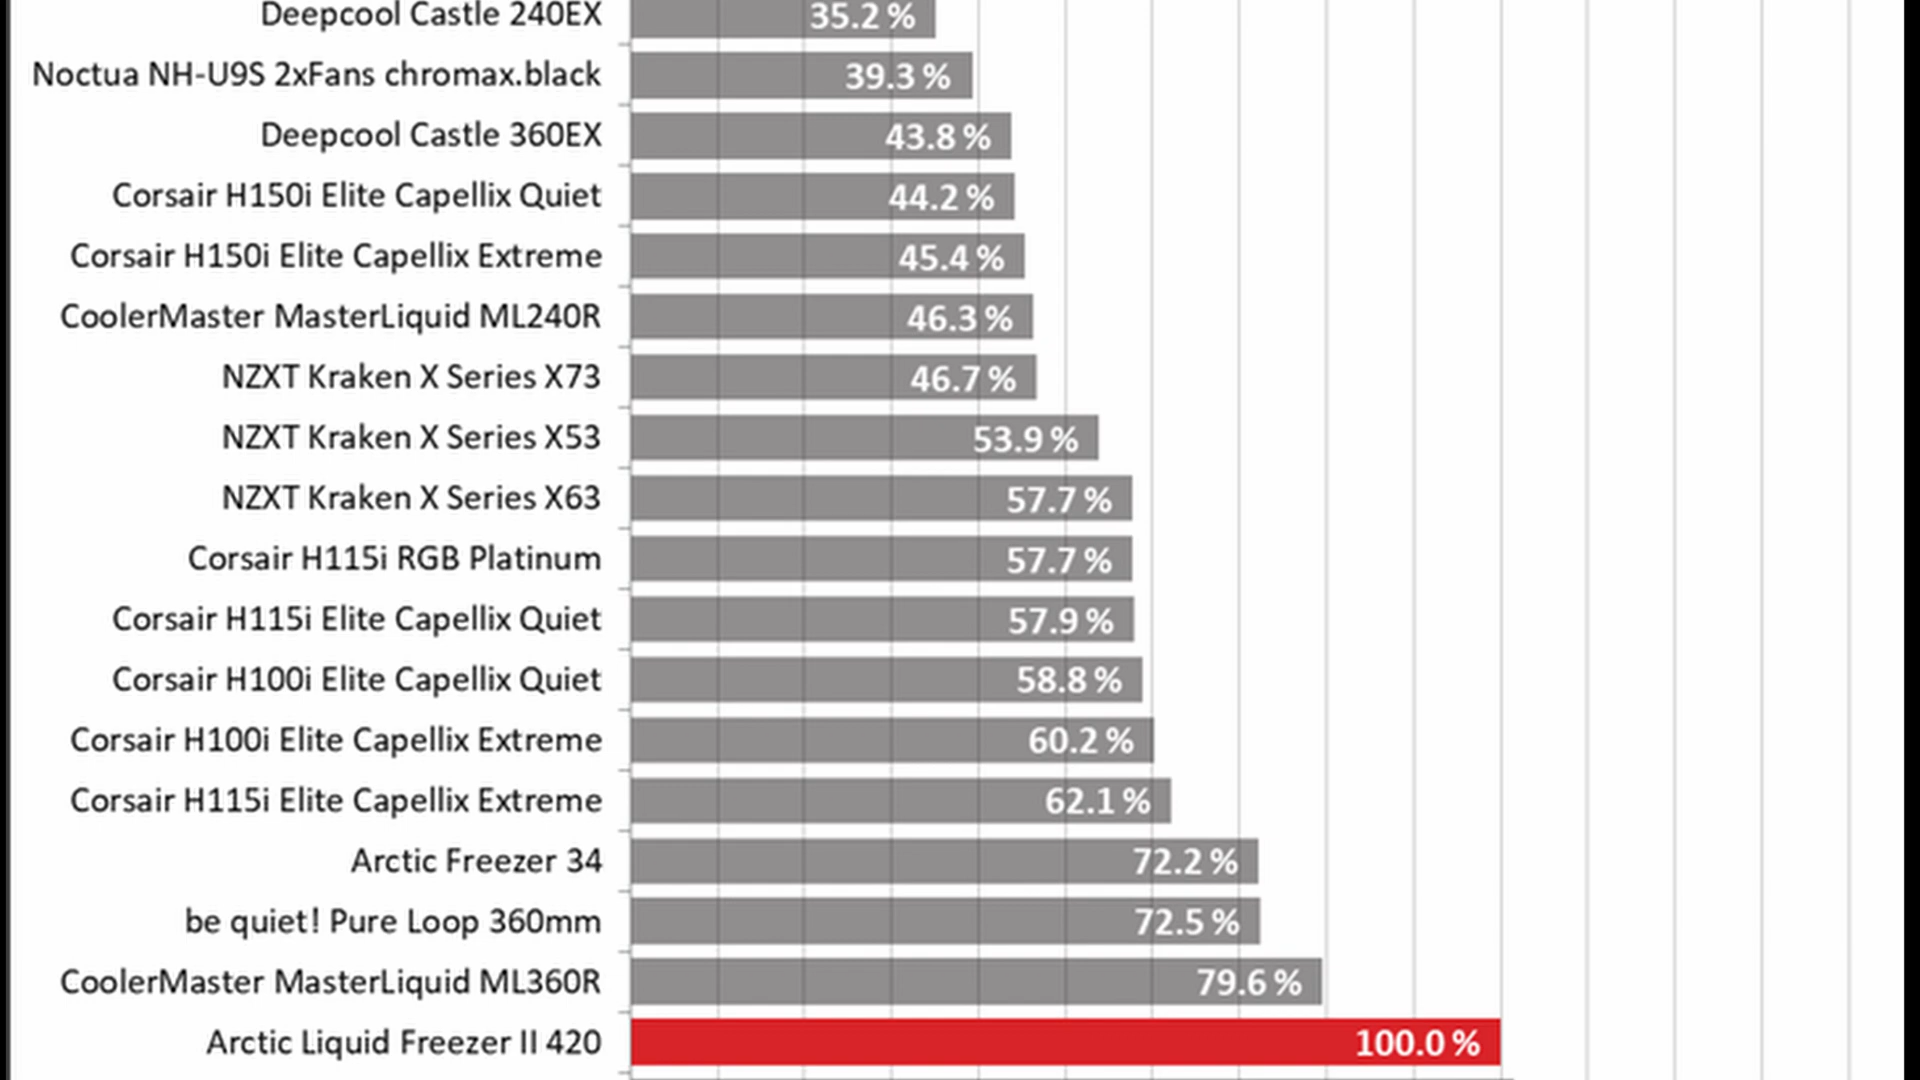 Deepcool Castle 240EX 35.2 %
Noctua NH-U9S 2xFans chromax.black 39.3 %
Deepcool Castle 360EX 43.8 %
Corsair H150i Elite Capellix Quiet 44.2 %
Corsair H150i Elite Capellix Extreme 45.4 %
CoolerMaster MasterLiquid ML240R 46.3 %
NZXT Kraken X Series X73 46.7 %
NZXT Kraken X Series X53 53.9 %
NZXT Kraken X Series X63 57.7 %
Corsair H115i RGB Platinum 57.7 %
Corsair H115i Elite Capellix Quiet 57.9 %
Corsair H100i Elite Capellix Quiet 58.8 %
Corsair H100i Elite Capellix Extreme 60.2 %
Corsair H115i Elite Capellix Extreme 62.1 %
Arctic Freezer 34 72.2 %
be quiet! Pure Loop 360mm 72.5 %
CoolerMaster MasterLiquid ML360R 79.6 %
Arctic Liquid Freezer II 420 100.0 %